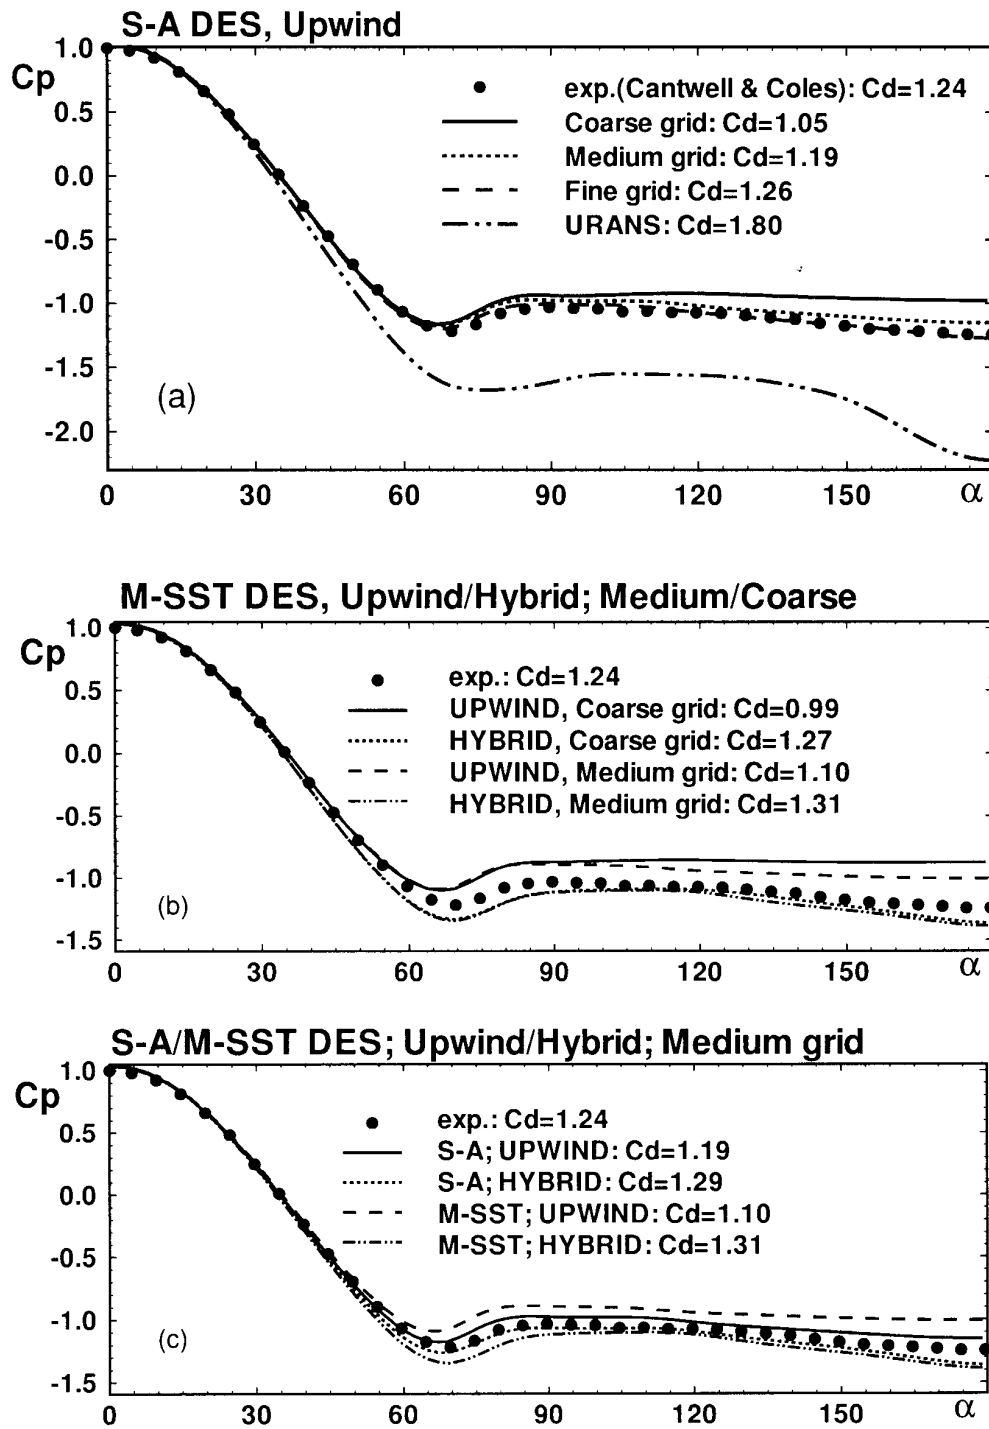 S-A DES, Upwind
Cp
1.0
0.5
0.0
-0.5
-1.0
-1.5
-2.0
exp.(Cantwell & Coles): Cd=1.24
Coarse grid: Cd=1.05
Medium grid: Cd=1.19
Fine grid: Cd=1.26
URANS: Cd=1.80
(a)
0 30 60 90 120 150 α
M-SST DES, Upwind/Hybrid; Medium/Coarse
Cp
1.0
0.5
0.0
-0.5
-1.0
-1.5
exp.: Cd=1.24
UPWIND, Coarse grid: Cd=0.99
HYBRID, Coarse grid: Cd=1.27
UPWIND, Medium grid: Cd=1.10
HYBRID, Medium grid: Cd=1.31
(b)
0 30 60 90 120 150 α
S-A/M-SST DES; Upwind/Hybrid; Medium grid
Cp
1.0
0.5
0.0
-0.5
-1.0
-1.5
exp.: Cd=1.24
S-A; UPWIND: Cd=1.19
S-A; HYBRID: Cd=1.29
M-SST; UPWIND: Cd=1.10
M-SST; HYBRID: Cd=1.31
(c)
0 30 60 90 120 150 α